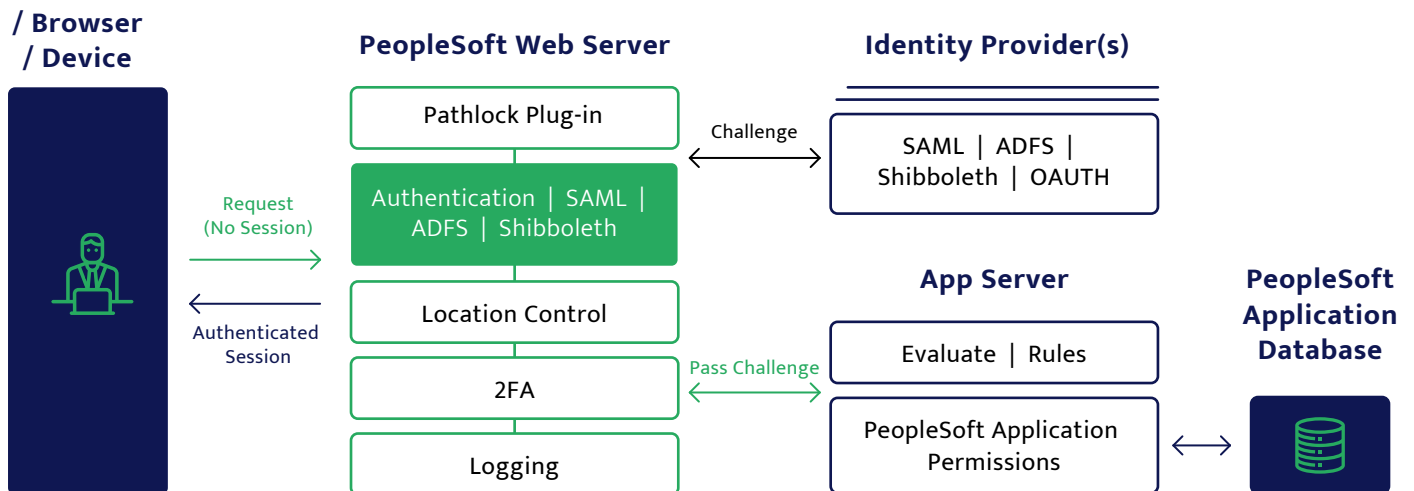 / Browser
/ Device
Request
(No Session)
Authenticated
Session
PeopleSoft Web Server
Pathlock Plug-in
Authentication | SAML |
ADFS | Shibboleth
Location Control
2FA
Logging
Challenge
Pass Challenge
Identity Provider(s)
SAML | ADFS |
Shibboleth | OAUTH
App Server
Evaluate | Rules
PeopleSoft Application
Permissions
PeopleSoft
Application
Database